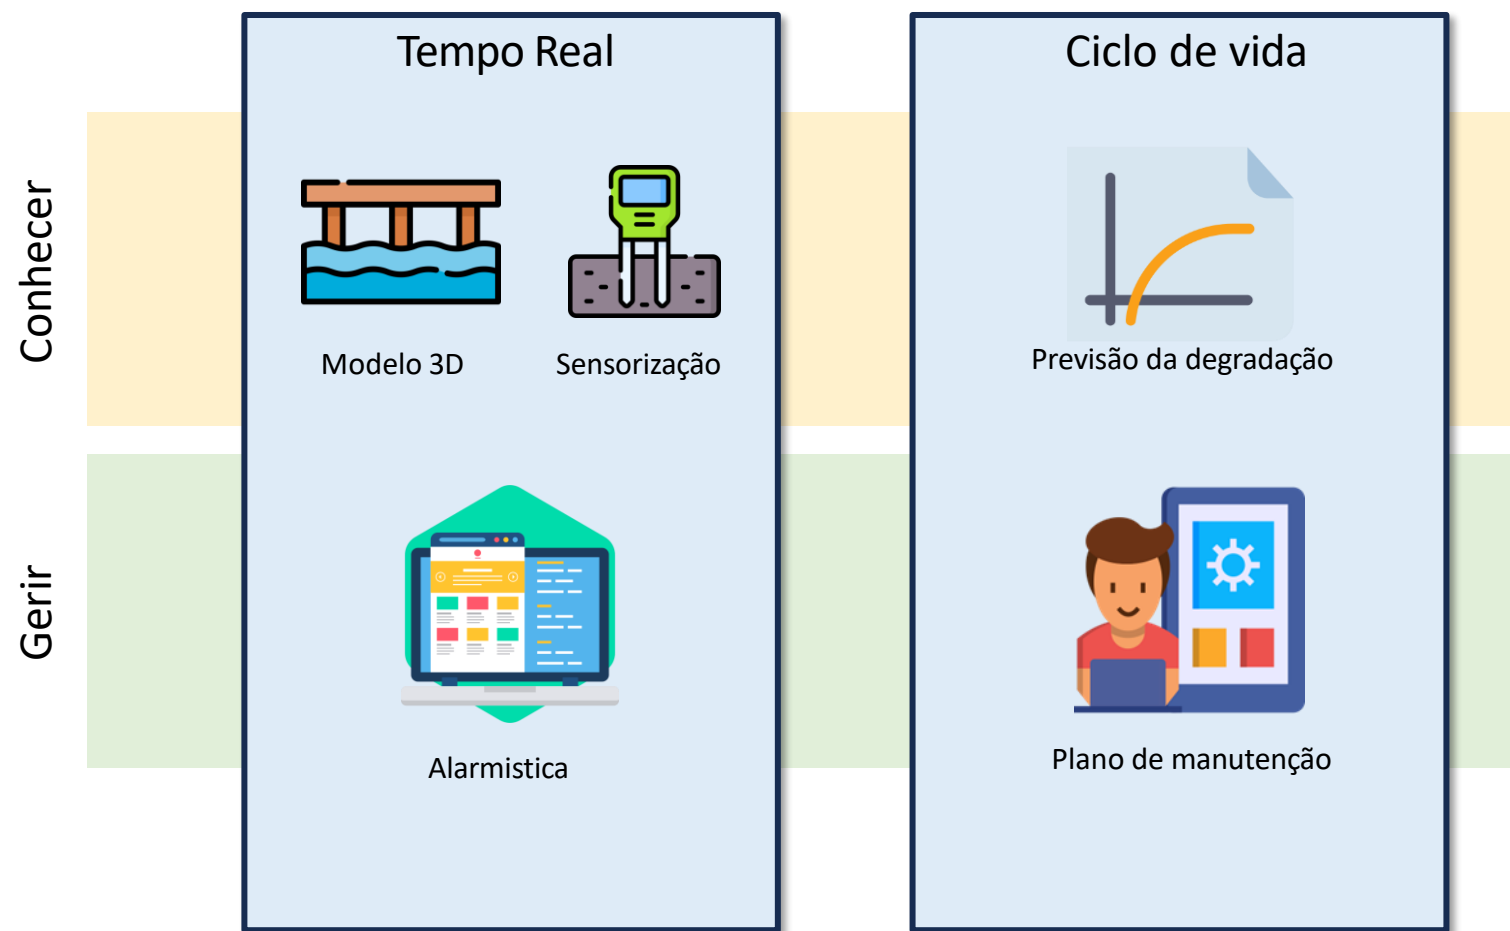 Tempo Real
Ciclo de vida
Conhecer
Modelo 3D
Sensorização
Previsão da degradação
Gerir
Alarmistica
Plano de manutenção